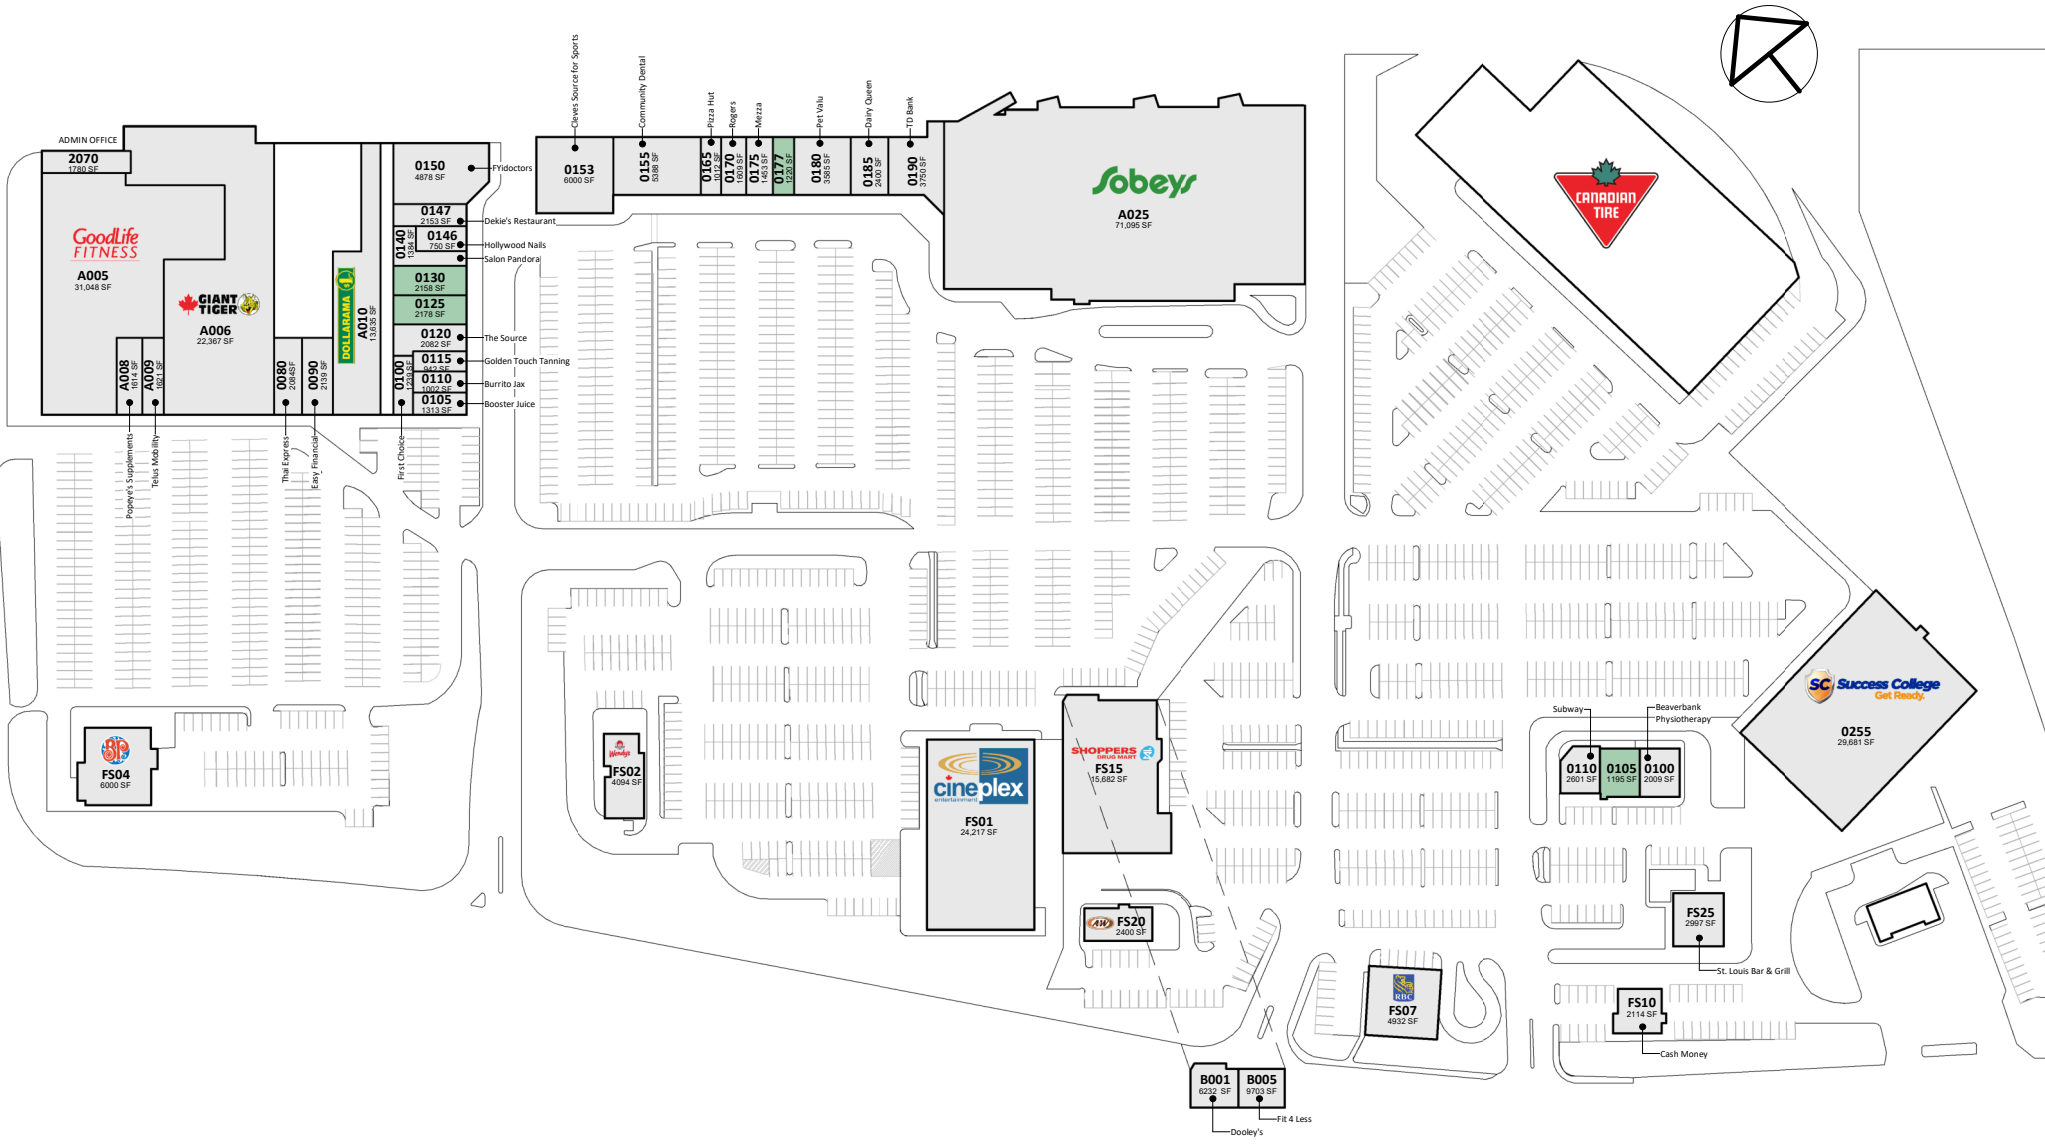 ADMIN OFFICE
2070
1780 SF
GoodLife
FITNESS
A005
31,048 SF
GIANT
TIGER
A006
22,367 SF
A008
1614 SF
Popeye's Supplements
A009
1621 SF
Telus Mobility
0080
2084SF
Thai Express
0090
2139 SF
Easy Financial
DOLLARAMA
A010
13,635 SF
0150
4878 SF
FYidoctors
0147
2153 SF
Dekie's Restaurant
0140
1384 SF
0146
750 SF
Hollywood Nails
Salon Pandora
0130
2158 SF
0125
2178 SF
0120
2082 SF
The Source
0115
942 SF
Golden Touch Tanning
0100
1239 SF
First Choice
0110
1002 SF
Burrito Jax
0105
1313 SF
Booster Juice
Cleves Source for Sports
0153
6000 SF
Community Dental
0155
5388 SF
Pizza Hut
0165
1012 SF
Rogers
0170
1609 SF
Mezza
0175
1453 SF
0177
1220 SF
Pet Valu
0180
3585 SF
Dairy Queen
0185
2400 SF
TD Bank
0190
3750 SF
Sobeys
A025
71,095 SF
CANADIAN
TIRE
BP
FS04
6000 SF
Wendy's
FS02
4094 SF
cineplex
entertainment
FS01
24,217 SF
SHOPPERS
DRUG MART
FS15
15,682 SF
A&W
FS20
2400 SF
RBC
FS07
4932 SF
B001
6232 SF
Dooley's
B005
9703 SF
Fit 4 Less
Subway
0110
2601 SF
0105
1195 SF
Beaverbank
Physiotherapy
0100
2009 SF
SC Success College
Get Ready.
0255
29,681 SF
FS25
2997 SF
St. Louis Bar & Grill
FS10
2114 SF
Cash Money